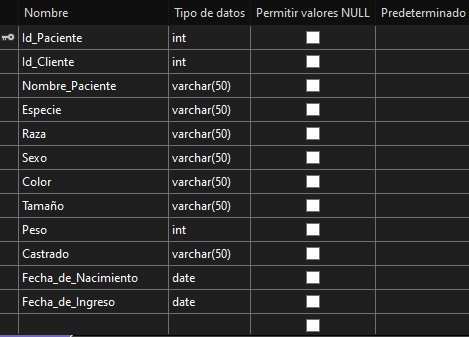 Nombre Tipo de datos Permitir valores NULL Predeterminado
Id_Paciente int
Id_Cliente int
Nombre_Paciente varchar(50)
Especie varchar(50)
Raza varchar(50)
Sexo varchar(50)
Color varchar(50)
Tamaño varchar(50)
Peso int
Castrado varchar(50)
Fecha_de_Nacimiento date
Fecha_de_Ingreso date